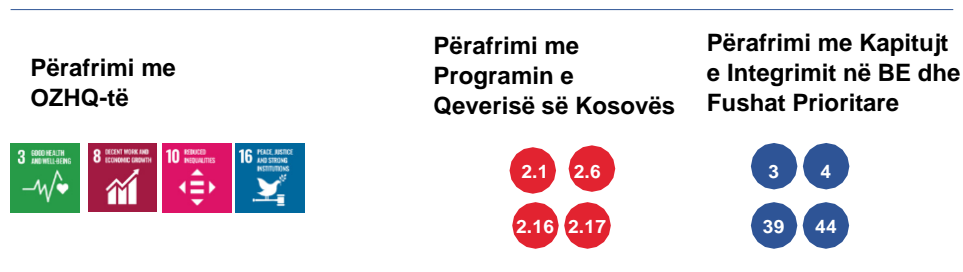 Përafrimi me
OZHQ-të
3 GOOD HEALTH
AND WELL-BEING
8 DECENT WORK AND
ECONOMIC GROWTH
10 REDUCED
INEQUALITIES
16 PEACE, JUSTICE
AND STRONG
INSTITUTIONS
Përafrimi me
Programin e
Qeverisë së Kosovës
2.1 2.6
2.16 2.17
Përafrimi me Kapitujt
e Integrimit në BE dhe
Fushat Prioritare
3 4
39 44